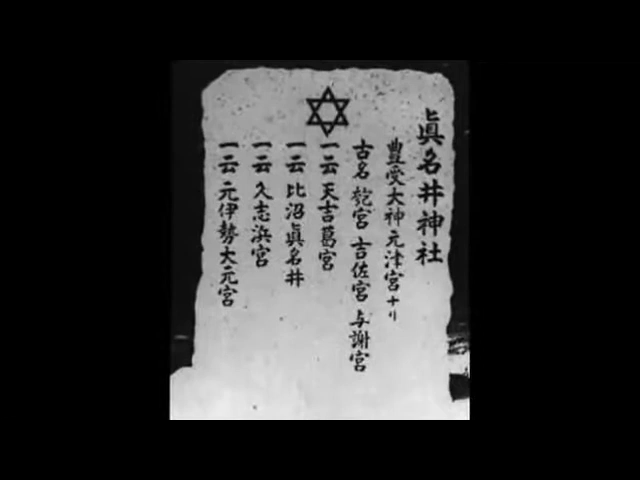 眞名井神社
豊受大神元津宮ナリ
古名 匏宮 吉佐宮 与謝宮
一云 天吉葛宮
一云 比沼眞名井
一云 久志浜宮
一云 元伊勢大元宮